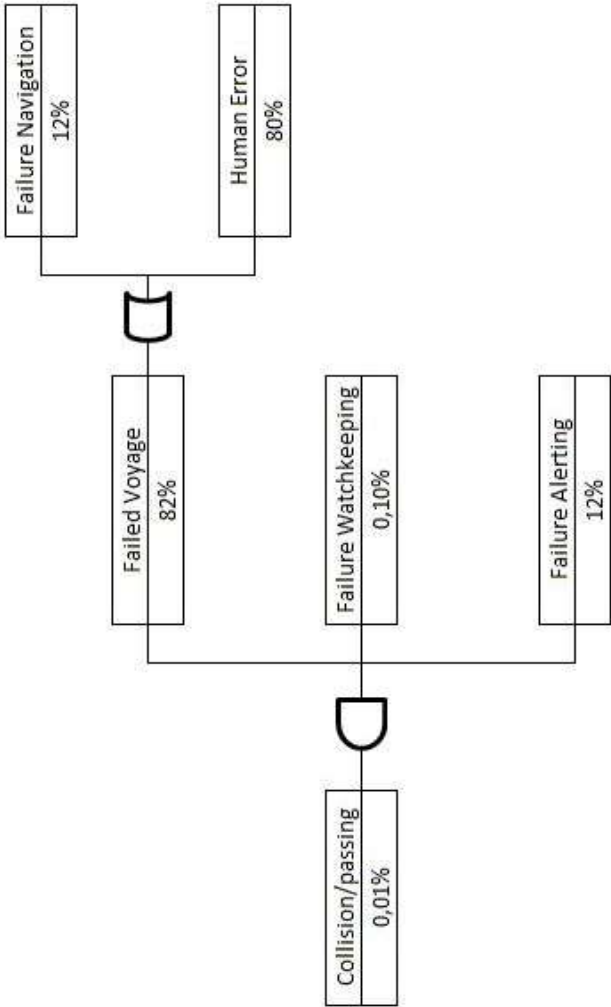 Collision/passing
0,01%
Failed Voyage
82%
Failure Watchkeeping
0,10%
Failure Alerting
12%
Failure Navigation
12%
Human Error
80%